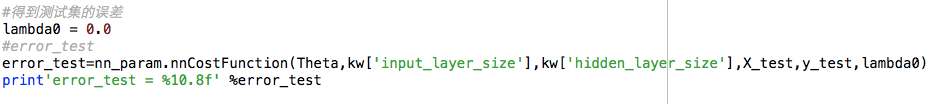 #得到测试集的误差
lambda0 = 0.0
#error_test
error_test=nn_param.nnCostFunction(Theta,kw['input_layer_size'],kw['hidden_layer_size'],X_test,y_test,lambda0)
print'error_test = %10.8f' %error_test